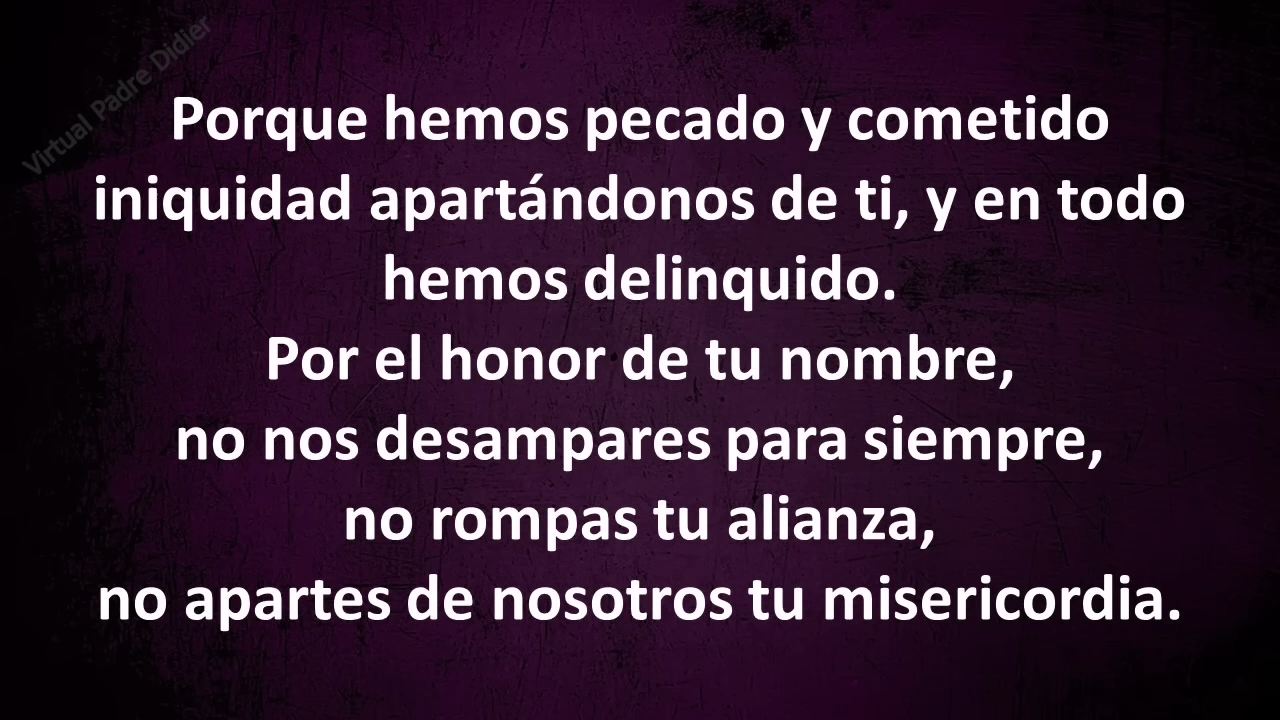 Virtual Padre Didier
Porque hemos pecado y cometido
iniquidad apartándonos de ti, y en todo
hemos delinquido.
Por el honor de tu nombre,
no nos desampares para siempre,
no rompas tu alianza,
no apartes de nosotros tu misericordia.